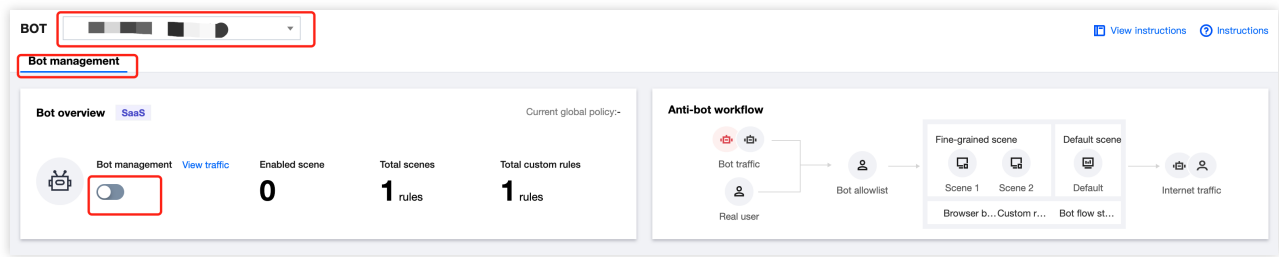 BOT
View instructions
Instructions
Bot management
Bot overview SaaS
Current global policy:-
Bot management View traffic
Enabled scene
0
Total scenes
1 rules
Total custom rules
1 rules
Anti-bot workflow
Bot traffic
Real user
Bot allowlist
Fine-grained scene
Scene 1
Scene 2
Default scene
Default
Browser b...
Custom r...
Bot flow st...
Internet traffic